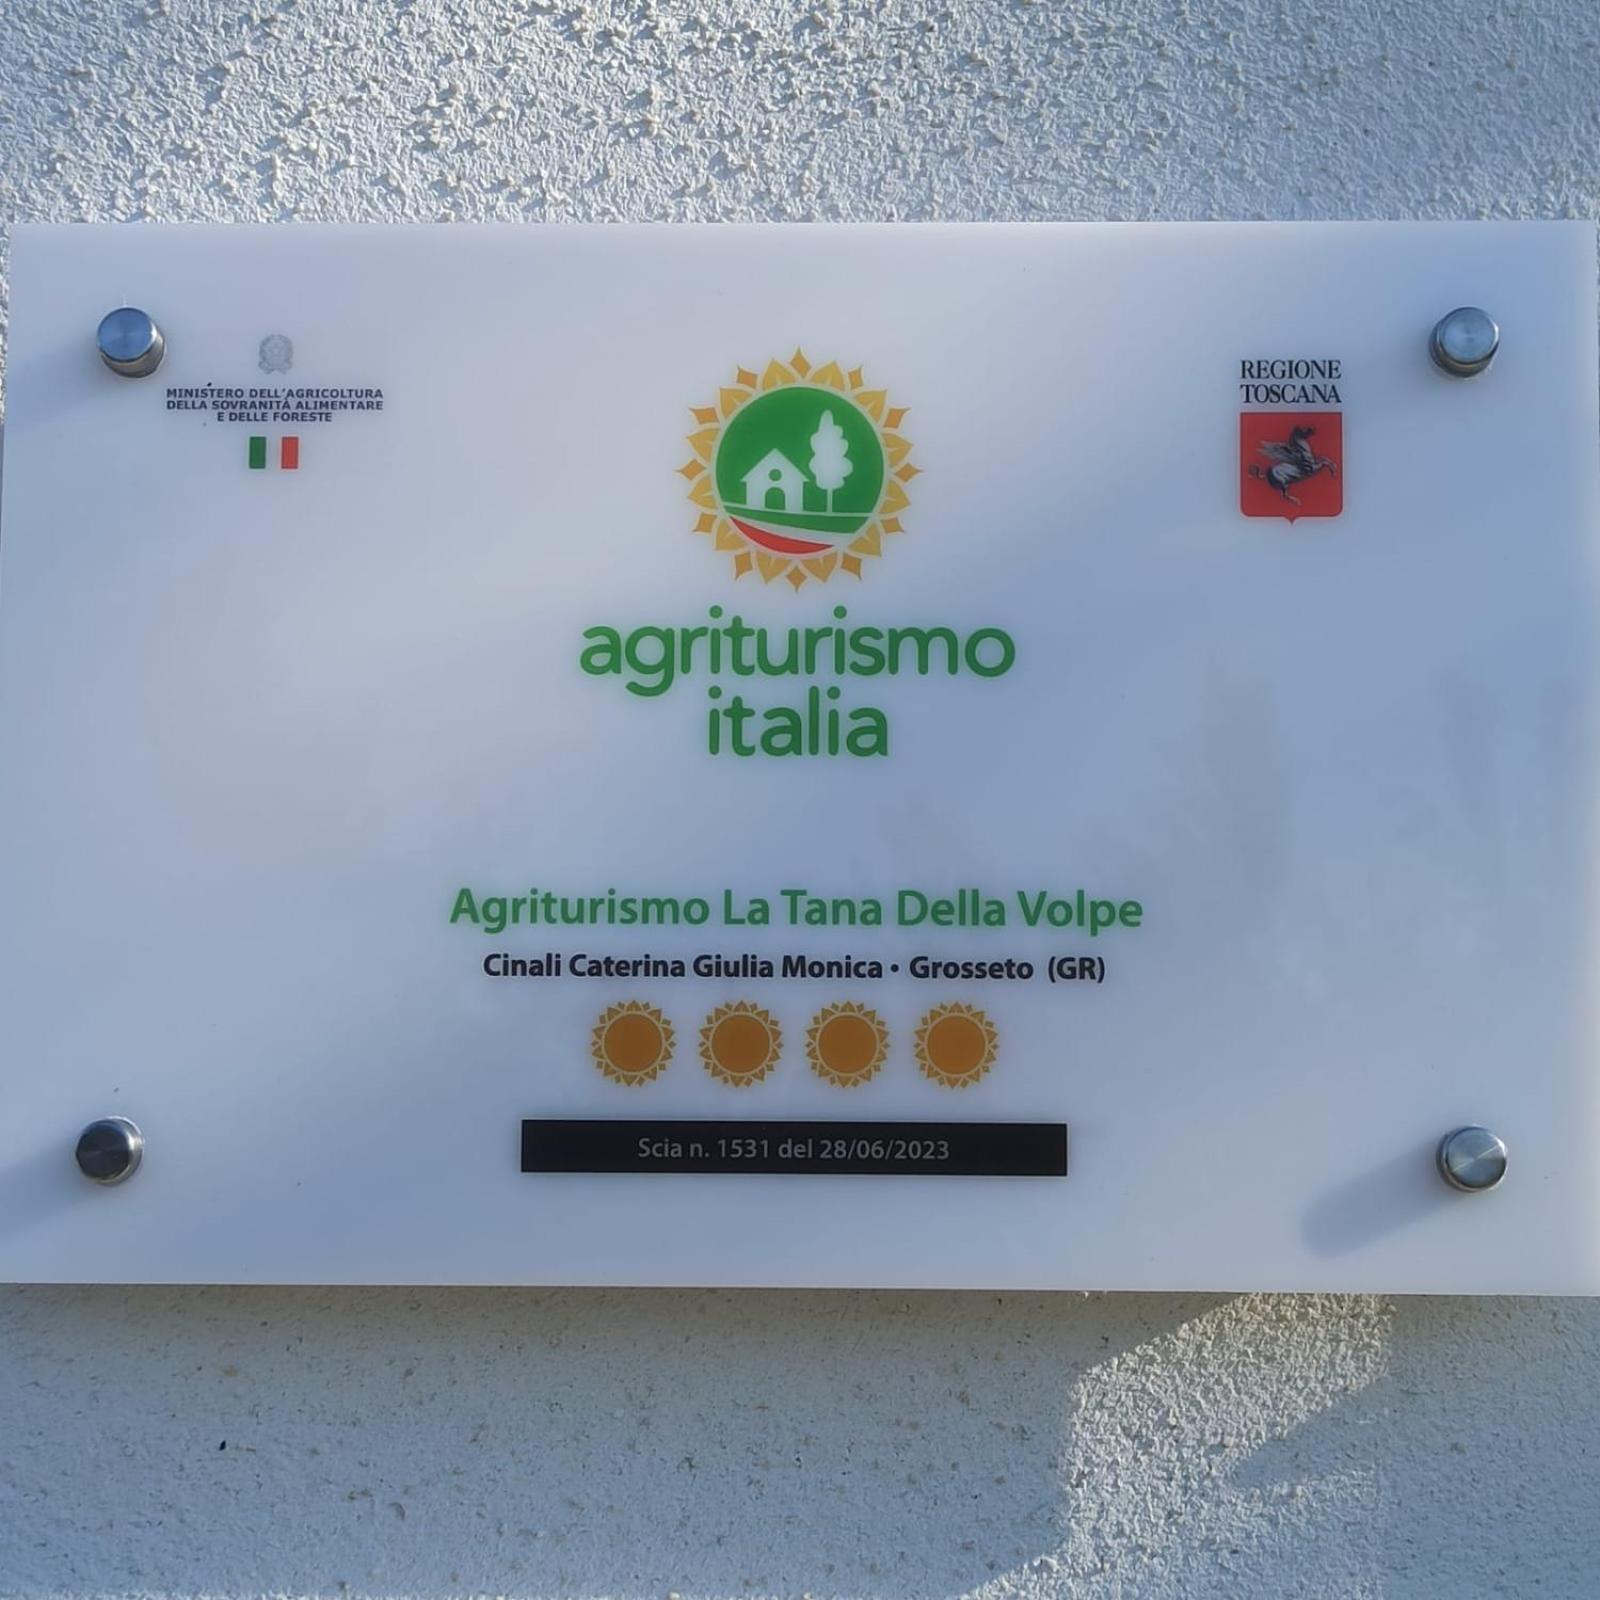 MINISTERO DELL'AGRICOLTURA
DELLA SOVRANITÀ ALIMENTARE
E DELLE FORESTE
REGIONE
TOSCANA
agriturismo
italia
Agriturismo La Tana Della Volpe
Cinali Caterina Giulia Monica • Grosseto (GR)
Scia n. 1531 del 28/06/2023